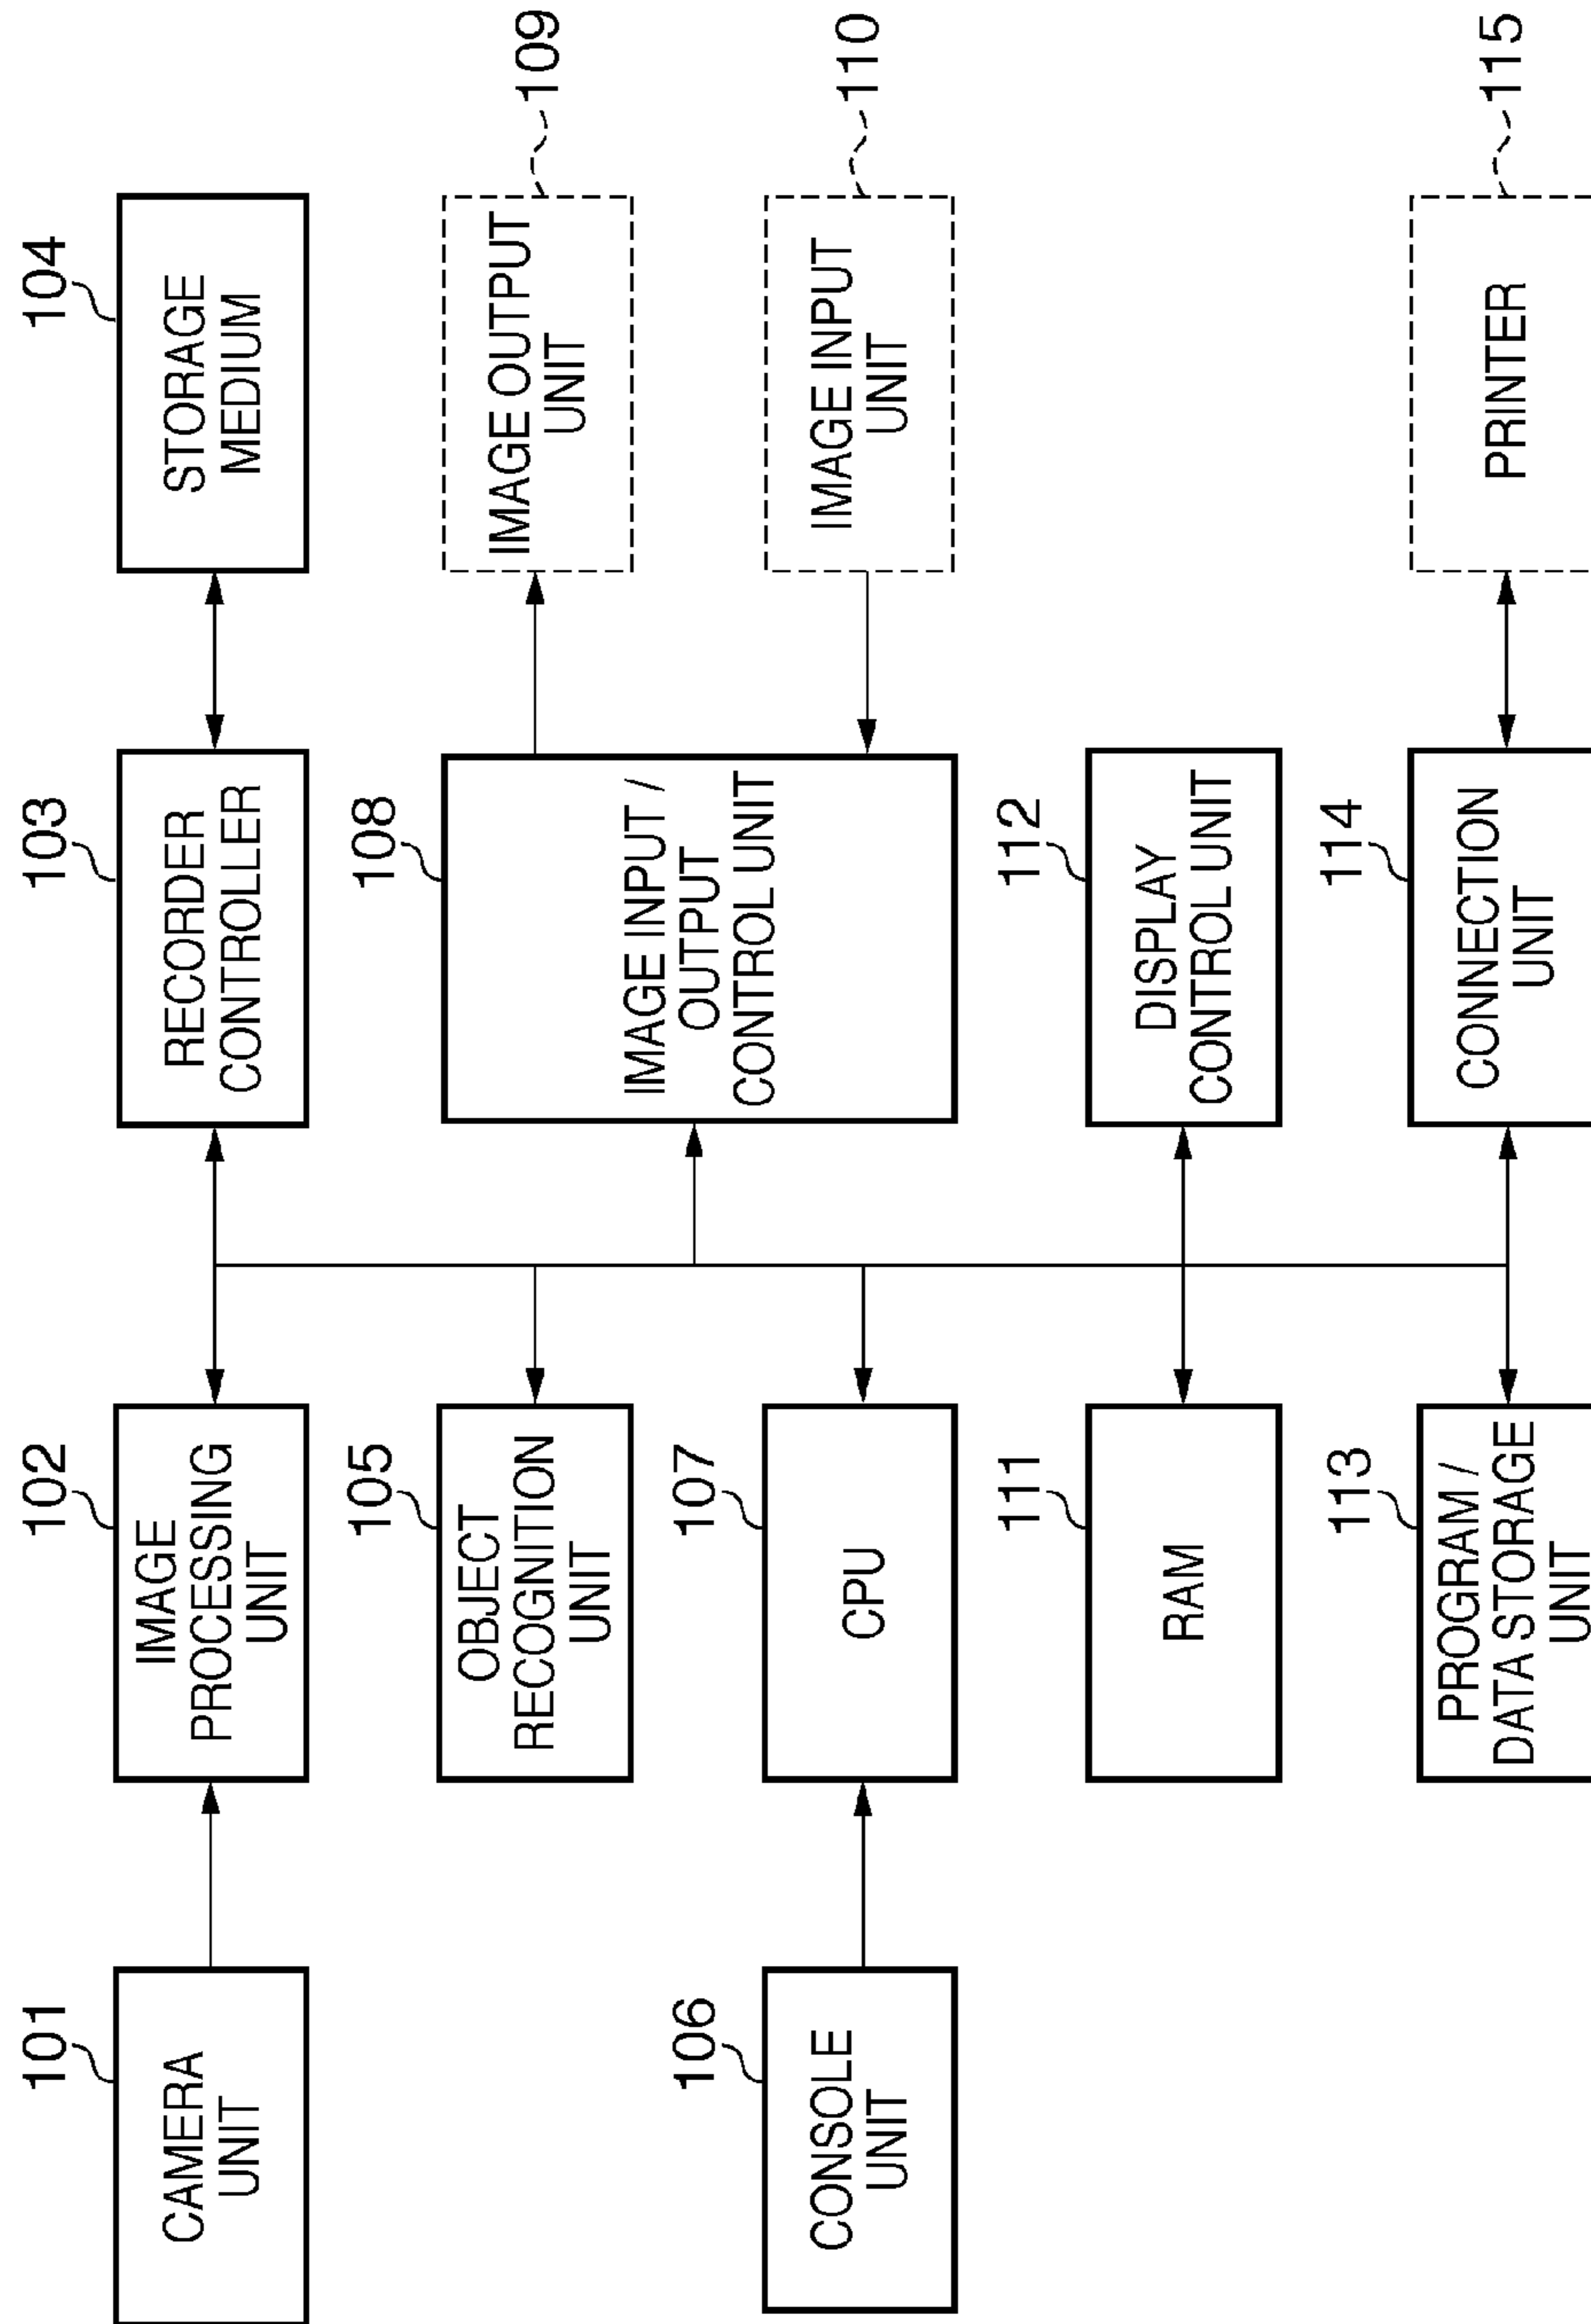 101
CAMERA
UNIT
102
IMAGE
PROCESSING
UNIT
103
RECORDER
CONTROLLER
104
STORAGE
MEDIUM
105
OBJECT
RECOGNITION
UNIT
108
IMAGE INPUT /
OUTPUT
CONTROL UNIT
109
IMAGE OUTPUT
UNIT
106
CONSOLE
UNIT
107
CPU
110
IMAGE INPUT
UNIT
111
RAM
112
DISPLAY
CONTROL UNIT
113
PROGRAM /
DATA STORAGE
UNIT
114
CONNECTION
UNIT
115
PRINTER